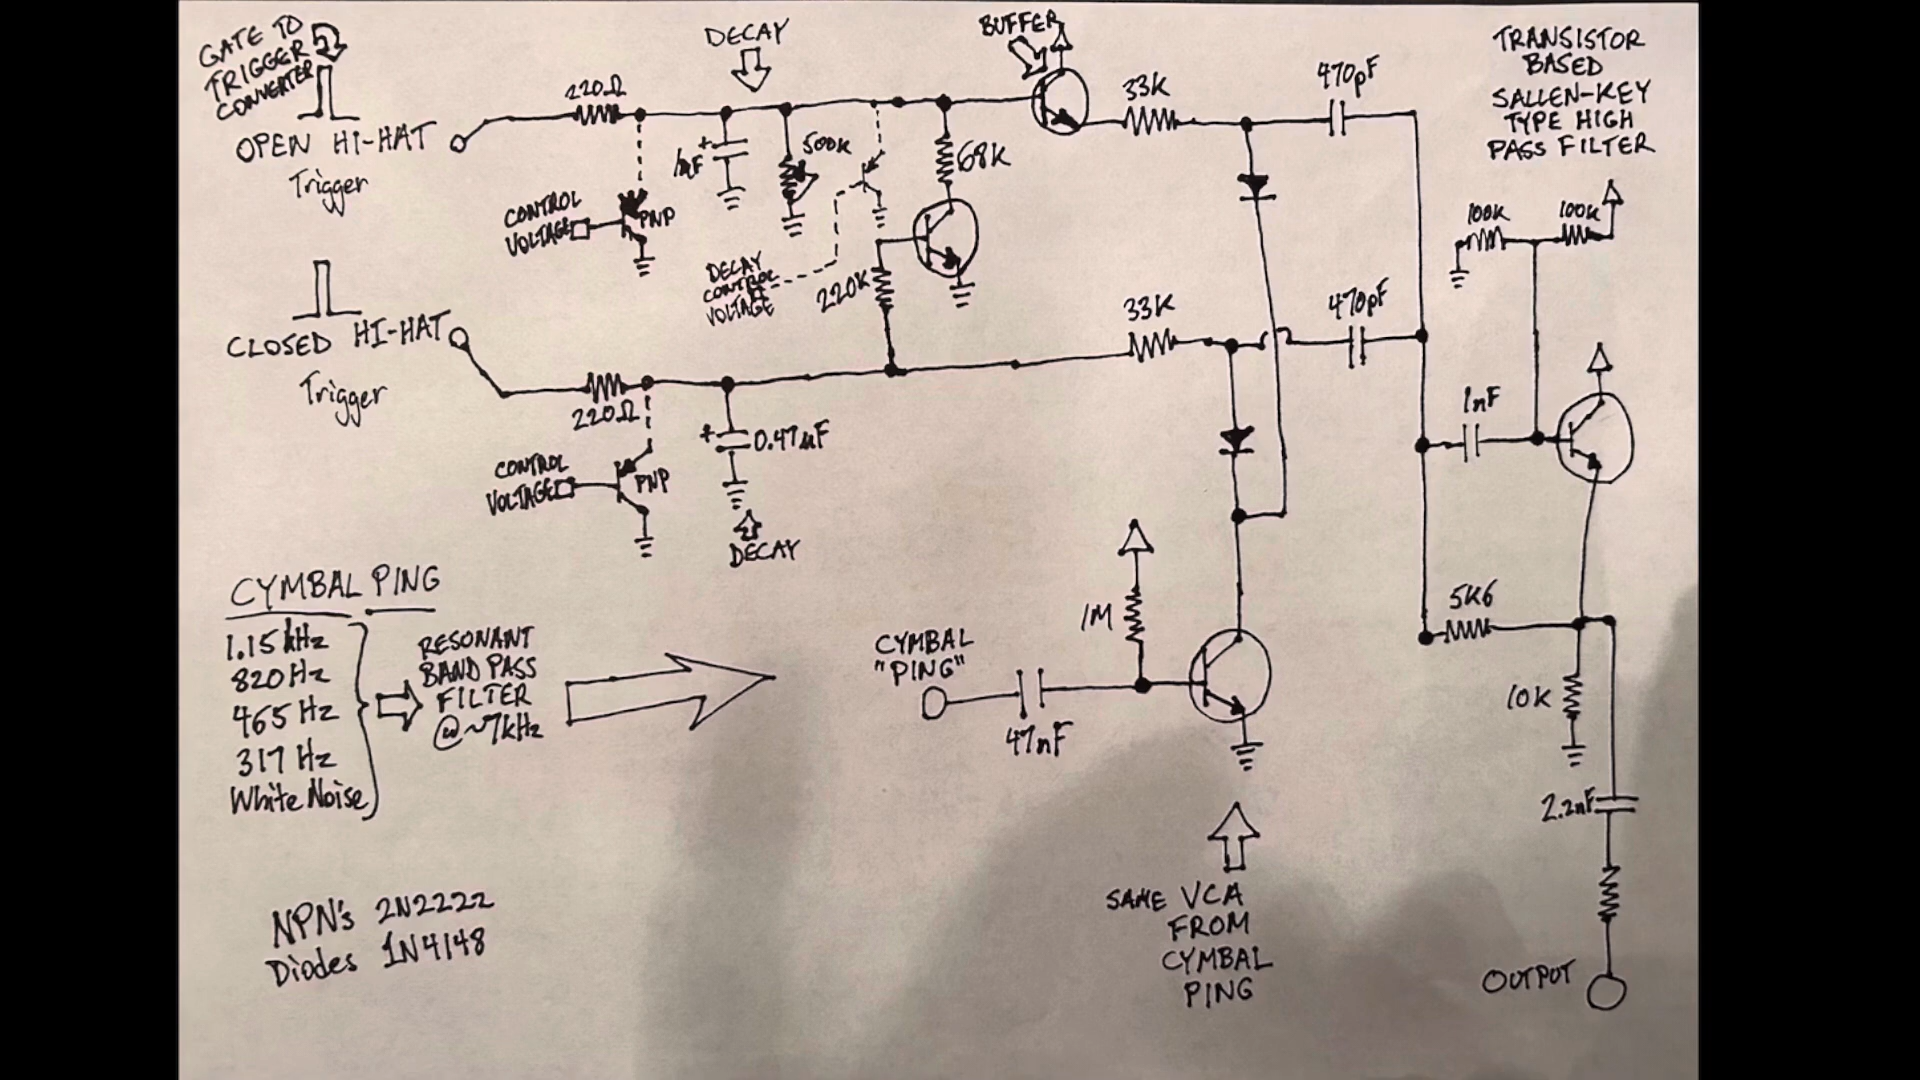 GATE TO
TRIGGER
CONVERTER
OPEN HI-HAT
Trigger
CLOSED HI-HAT
Trigger
220Ω
DECAY
1µF
500K
CONTROL
VOLTAGE
PNP
DECAY
CONTROL
VOLTAGE
68K
220K
BUFFER
33K
470pF
33K
470pF
220Ω
CONTROL
VOLTAGE
PNP
+
0.47µF
DECAY
+
TRANSISTOR
BASED
SALLEN-KEY
TYPE HIGH
PASS FILTER
100K
100K
1nF
5K6
10K
2.2nF
OUTPUT
CYMBAL PING
1.15kHz
820Hz
465Hz
317Hz
White Noise
RESONANT
BAND PASS
FILTER
@~7kHz
CYMBAL
"PING"
47nF
1M
SAME VCA
FROM
CYMBAL
PING
NPN's 2N2222
Diodes 1N4148